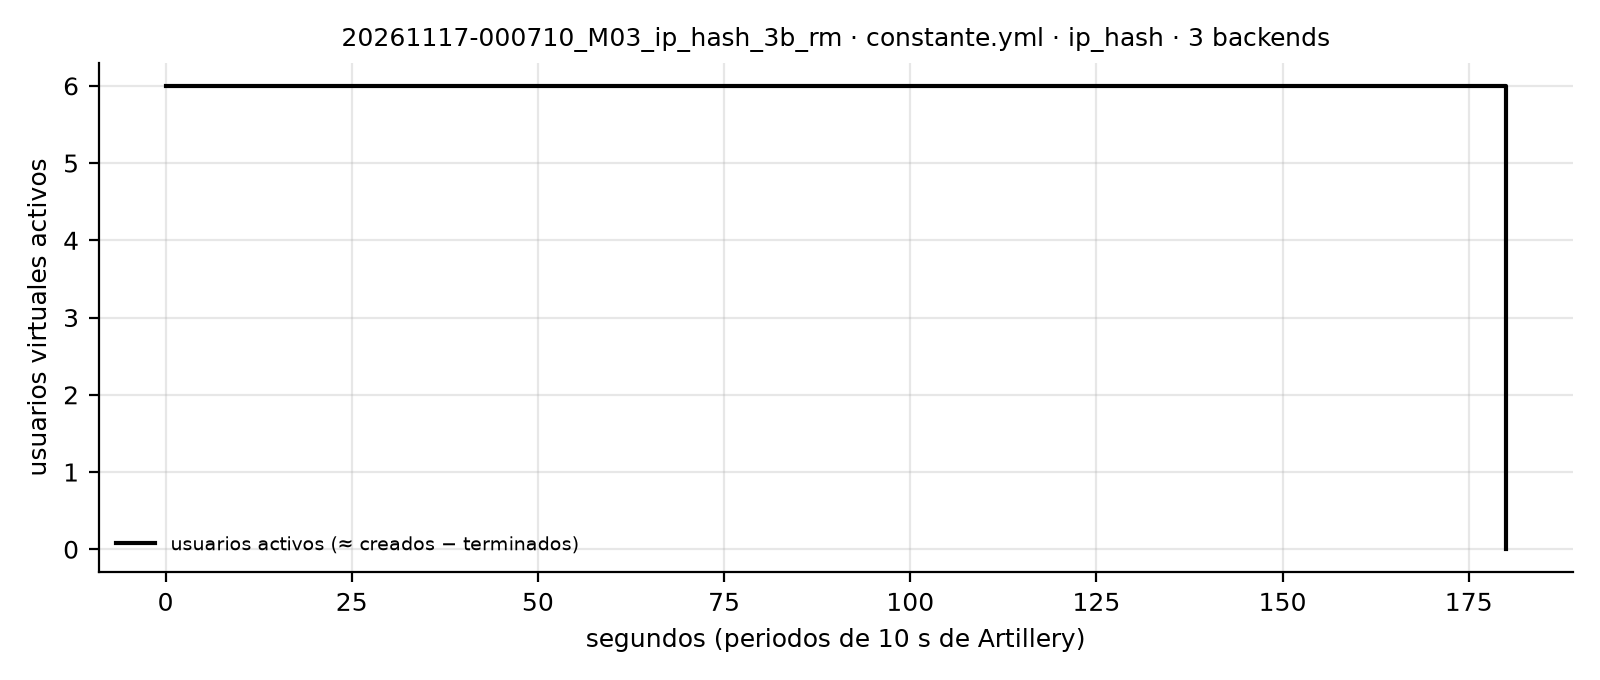 20261117-000710_M03_ip_hash_3b_rm · constante.yml · ip_hash · 3 backends
usuarios virtuales activos
6
5
4
3
2
1
0
usuarios activos (≈ creados − terminados)
0 25 50 75 100 125 150 175
segundos (periodos de 10 s de Artillery)